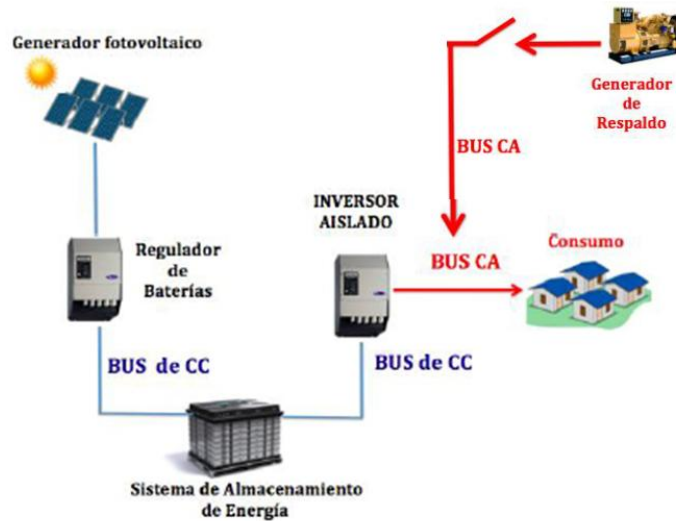 Generador fotovoltaico
Generador
de
Respaldo
BUS CA
INVERSOR
AISLADO
Consumo
Regulador
de
Baterías
BUS CA
BUS de CC
BUS de CC
Sistema de Almacenamiento
de Energía